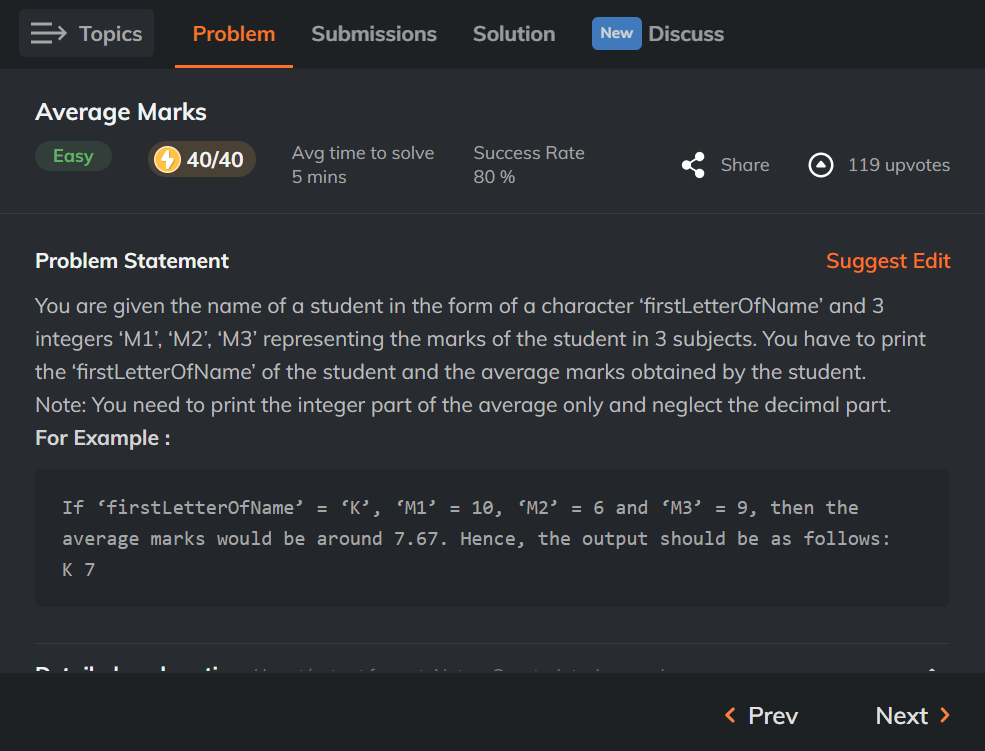 Topics Problem Submissions Solution New Discuss
Average Marks
Easy 40/40 Avg time to solve Success Rate Share 119 upvotes
5 mins 80 %
Problem Statement Suggest Edit
You are given the name of a student in the form of a character ‘firstLetterOfName’ and 3
integers ‘M1’, ‘M2’, ‘M3’ representing the marks of the student in 3 subjects. You have to print
the ‘firstLetterOfName’ of the student and the average marks obtained by the student.
Note: You need to print the integer part of the average only and neglect the decimal part.
For Example :
If ‘firstLetterOfName’ = ‘K’, ‘M1’ = 10, ‘M2’ = 6 and ‘M3’ = 9, then the
average marks would be around 7.67. Hence, the output should be as follows:
K 7
Prev Next